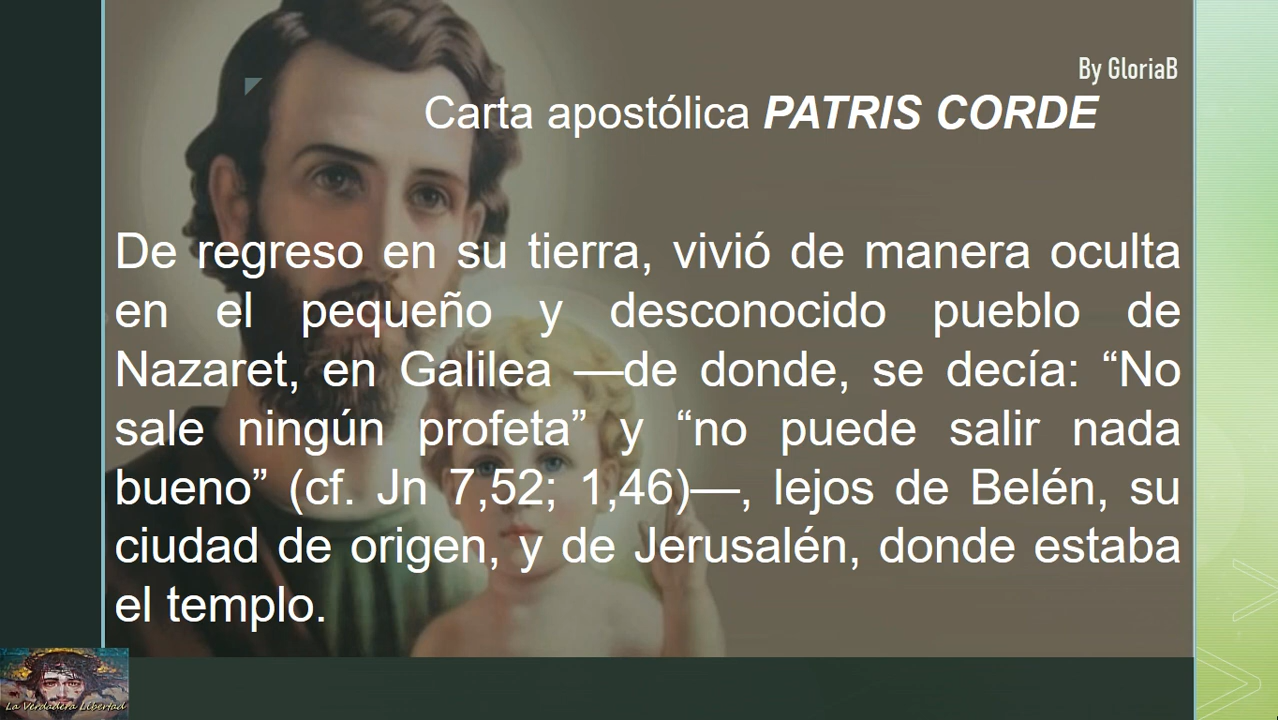 By GloriaB
Carta apostólica PATRIS CORDE
De regreso en su tierra, vivió de manera oculta
en el pequeño y desconocido pueblo de
Nazaret, en Galilea —de donde, se decía: “No
sale ningún profeta” y “no puede salir nada
bueno” (cf. Jn 7,52; 1,46)—, lejos de Belén, su
ciudad de origen, y de Jerusalén, donde estaba
el templo.
La Verdadera Libertad